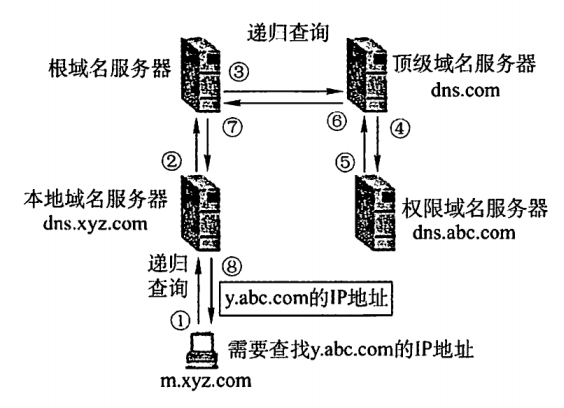 递归查询
根域名服务器
③
顶级域名服务器
dns.com
⑦
⑥
④
②
⑤
本地域名服务器
dns.xyz.com
权限域名服务器
dns.abc.com
递归
查询
⑧
y.abc.com的IP地址
①
需要查找y.abc.com的IP地址
m.xyz.com